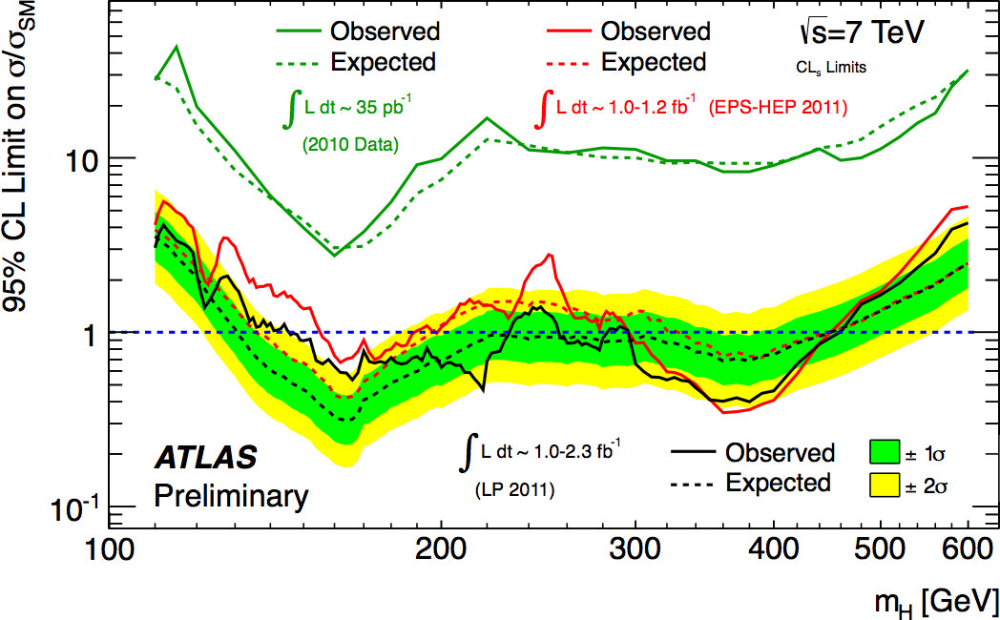 95% CL Limit on σ/σSM
Observed
Expected
∫ L dt ~ 35 pb-1
(2010 Data)
Observed
Expected
∫ L dt ~ 1.0-1.2 fb-1 (EPS-HEP 2011)
√s=7 TeV
CLs Limits
10
1
10-1
ATLAS
Preliminary
∫ L dt ~ 1.0-2.3 fb-1
(LP 2011)
Observed
Expected
± 1σ
± 2σ
100 200 300 400 500 600
mH [GeV]